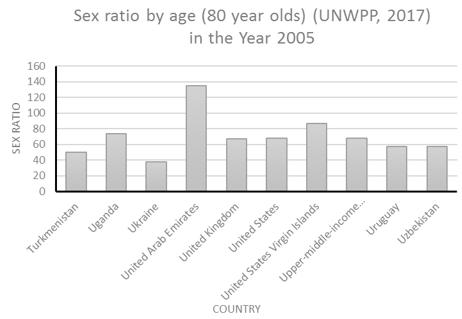 Sex ratio by age (80 year olds) (UNWPP, 2017)
in the Year 2005
SEX RATIO
160
140
120
100
80
60
40
20
0
Turkmenistan
Uganda
Ukraine
United Arab Emirates
United Kingdom
United States
United States Virgin Islands
Upper-middle-income...
Uruguay
Uzbekistan
COUNTRY